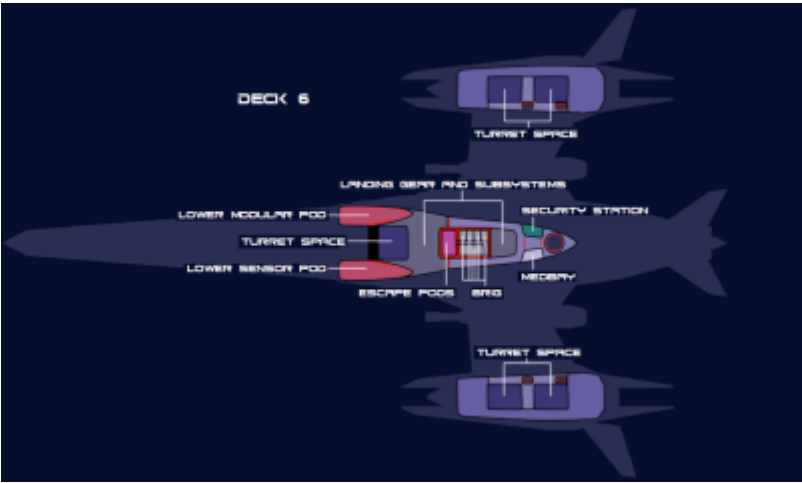 DECK 6
TURRET SPACE
LANDING GEAR AND SUBSYSTEMS
LOWER MODULAR POD
SECURITY STATION
TURRET SPACE
LOWER SENSOR POD
MEDBAY
ESCAPE PODS
BRIG
TURRET SPACE